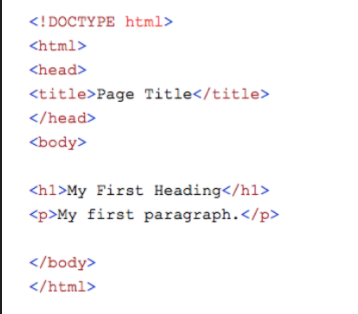 <!DOCTYPE html>
<html>
<head>
<title>Page Title</title>
</head>
<body>
<h1>My First Heading</h1>
<p>My first paragraph.</p>
</body>
</html>